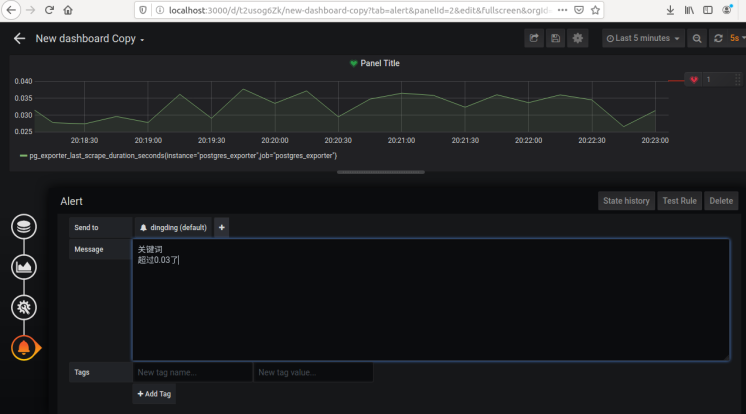 localhost:3000/d/t2usog6Zk/new-dashboard-copy?tab=alert&panelId=2&edit&fullscreen&orgId=
New dashboard Copy
Last 5 minutes
5s
Panel Title
0.040
0.035
0.030
0.025
1
20:18:30 20:19:00 20:19:30 20:20:00 20:20:30 20:21:00 20:21:30 20:22:00 20:22:30 20:23:00
pg_exporter_last_scrape_duration_seconds{instance="postgres_exporter",job="postgres_exporter"}
Alert
State history Test Rule Delete
Send to dingding (default) +
Message
关键词
超过0.03了
Tags New tag name... New tag value...
+ Add Tag